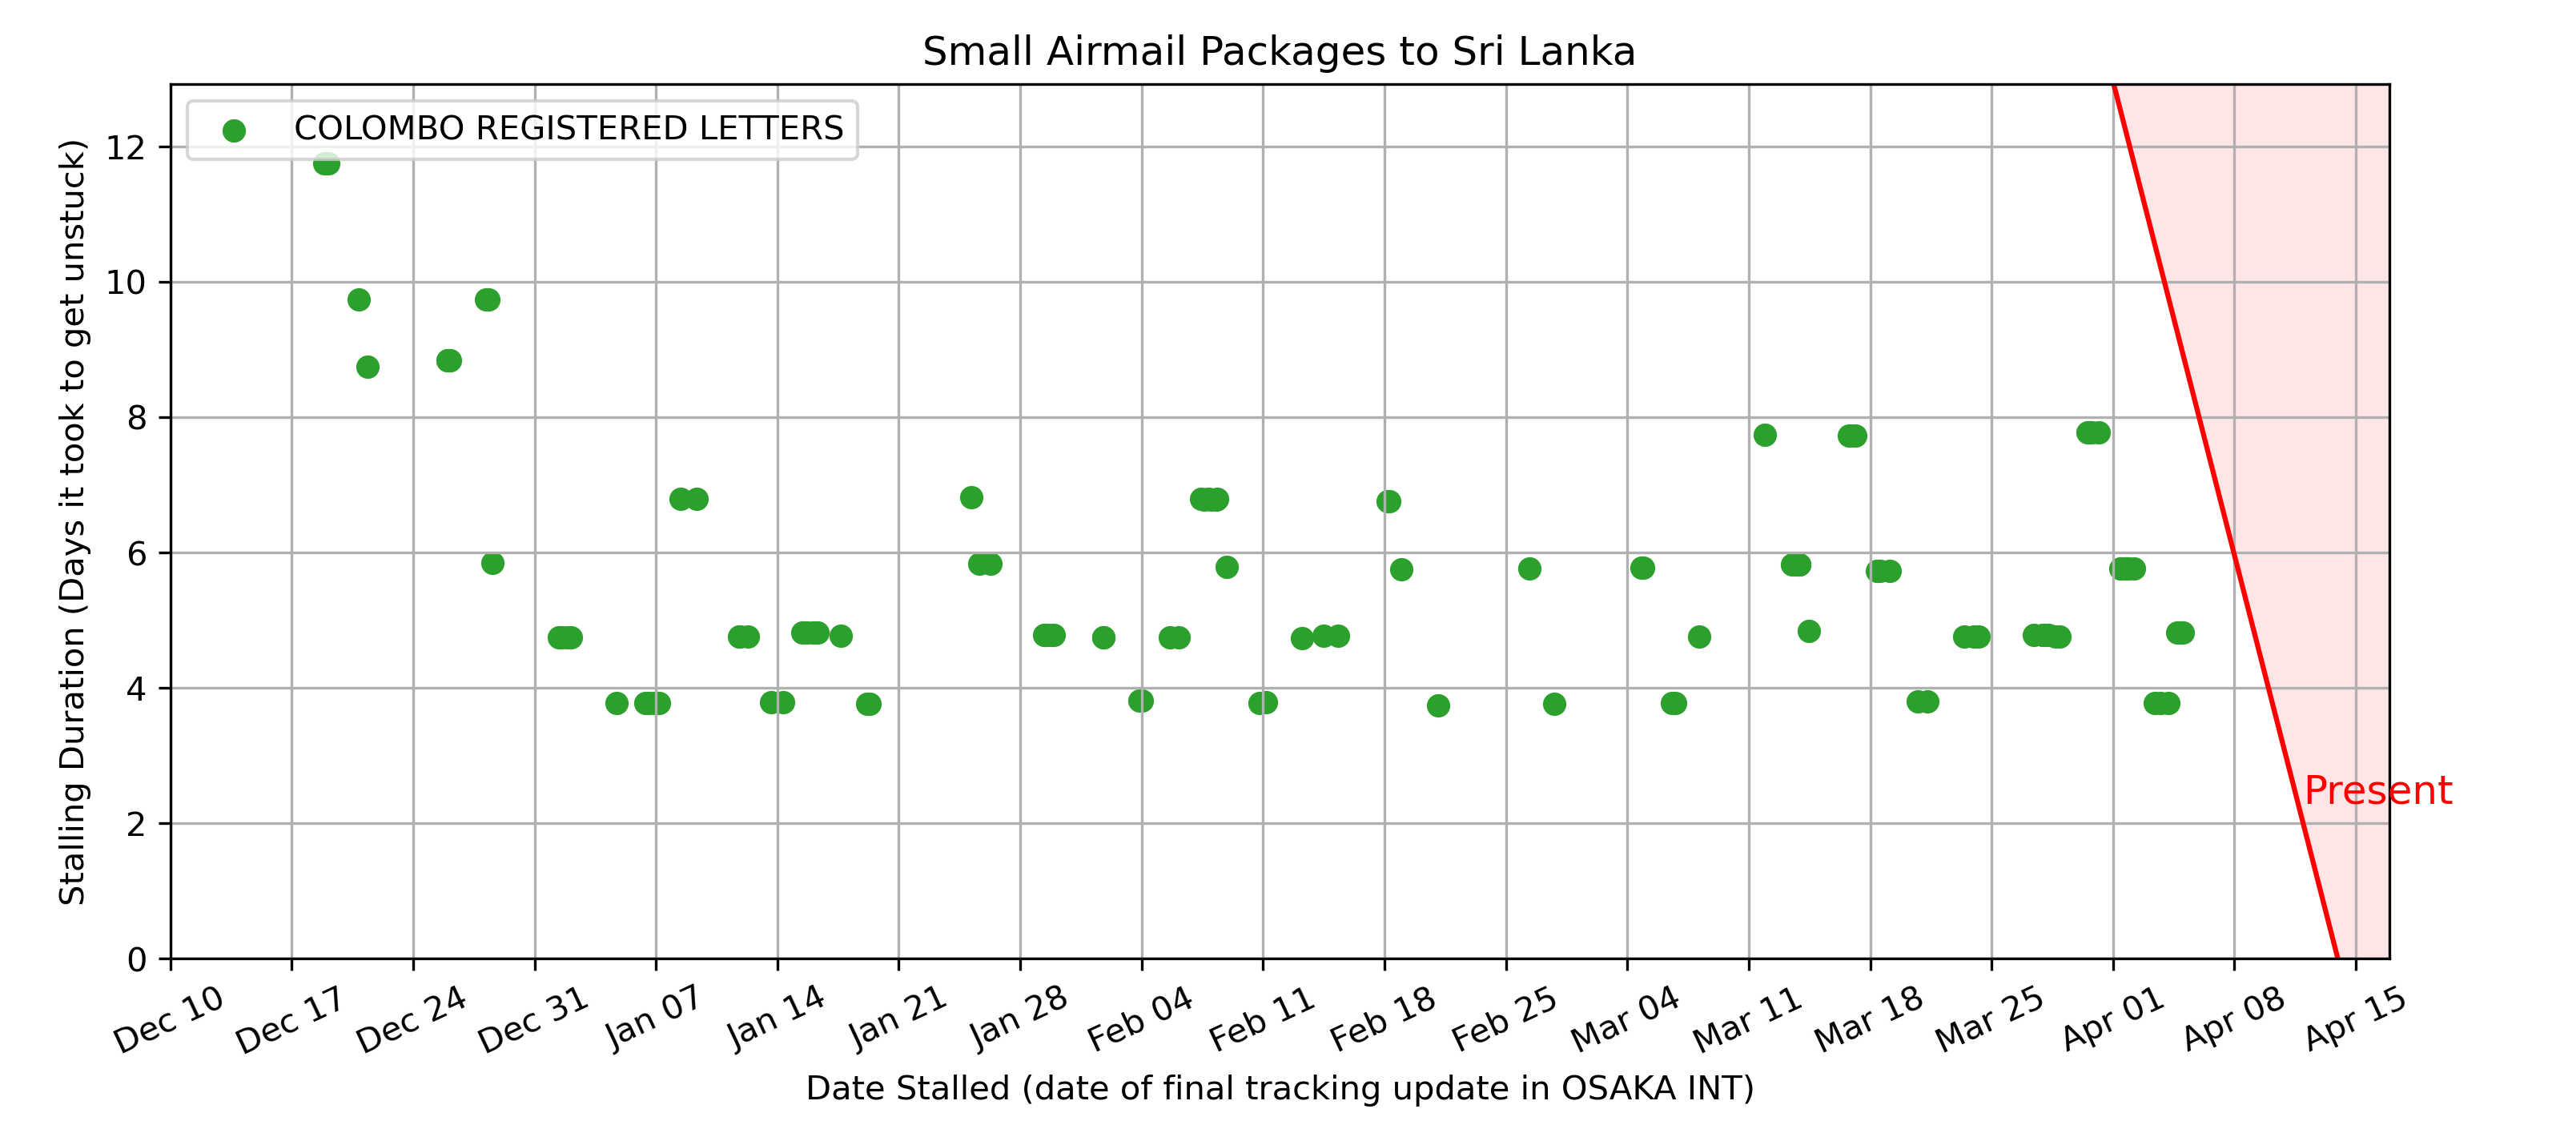 Small Airmail Packages to Sri Lanka
COLOMBO REGISTERED LETTERS
Stalling Duration (Days it took to get unstuck)
12
10
8
6
4
2
0
Present
Dec 10
Dec 17
Dec 24
Dec 31
Jan 07
Jan 14
Jan 21
Jan 28
Feb 04
Feb 11
Feb 18
Feb 25
Mar 04
Mar 11
Mar 18
Mar 25
Apr 01
Apr 08
Apr 15
Date Stalled (date of final tracking update in OSAKA INT)